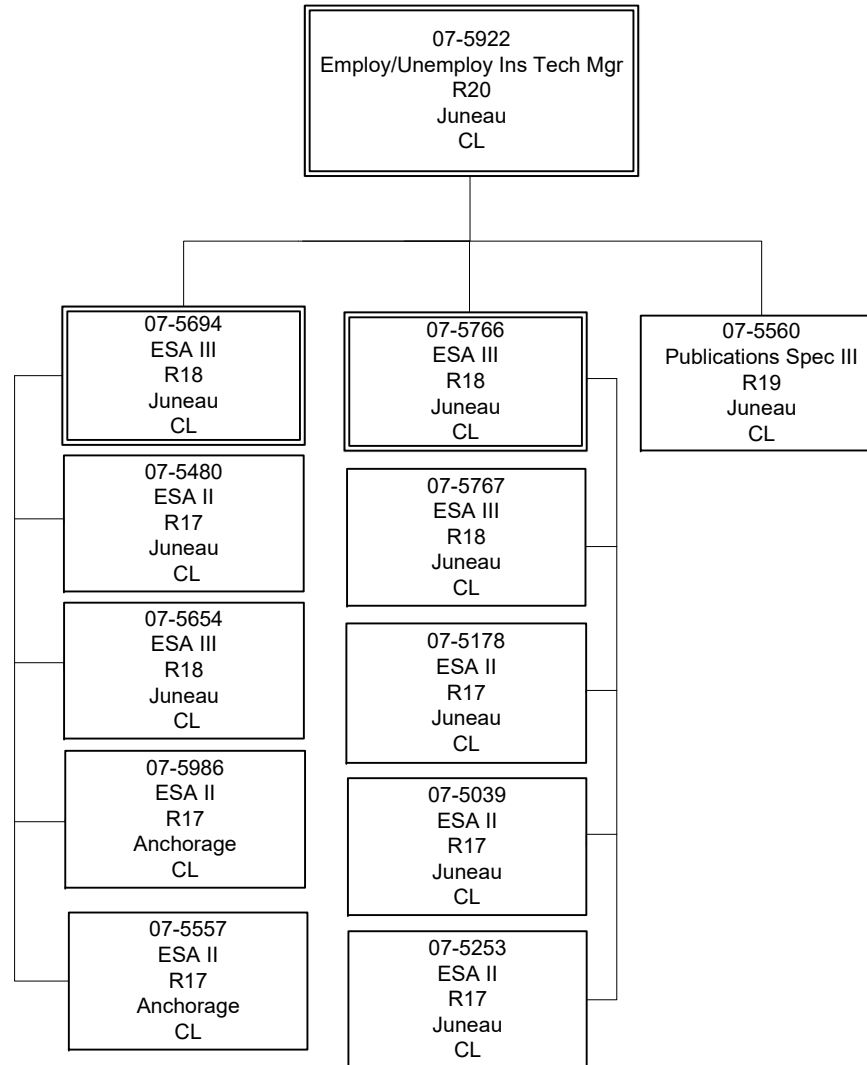 07-5922
Employ/Unemploy Ins Tech Mgr
R20
Juneau
CL
07-5694
ESA III
R18
Juneau
CL
07-5480
ESA II
R17
Juneau
CL
07-5654
ESA III
R18
Juneau
CL
07-5986
ESA II
R17
Anchorage
CL
07-5557
ESA II
R17
Anchorage
CL
07-5766
ESA III
R18
Juneau
CL
07-5767
ESA III
R18
Juneau
CL
07-5178
ESA II
R17
Juneau
CL
07-5039
ESA II
R17
Juneau
CL
07-5253
ESA II
R17
Juneau
CL
07-5560
Publications Spec III
R19
Juneau
CL